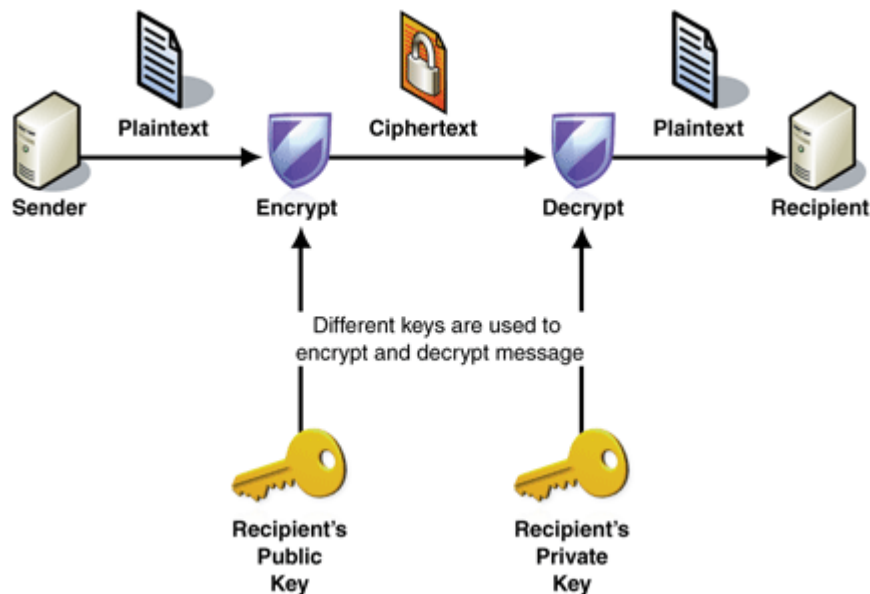 Plaintext
Ciphertext
Plaintext
Sender
Encrypt
Decrypt
Recipient
Different keys are used to
encrypt and decrypt message
Recipient's
Public
Key
Recipient's
Private
Key